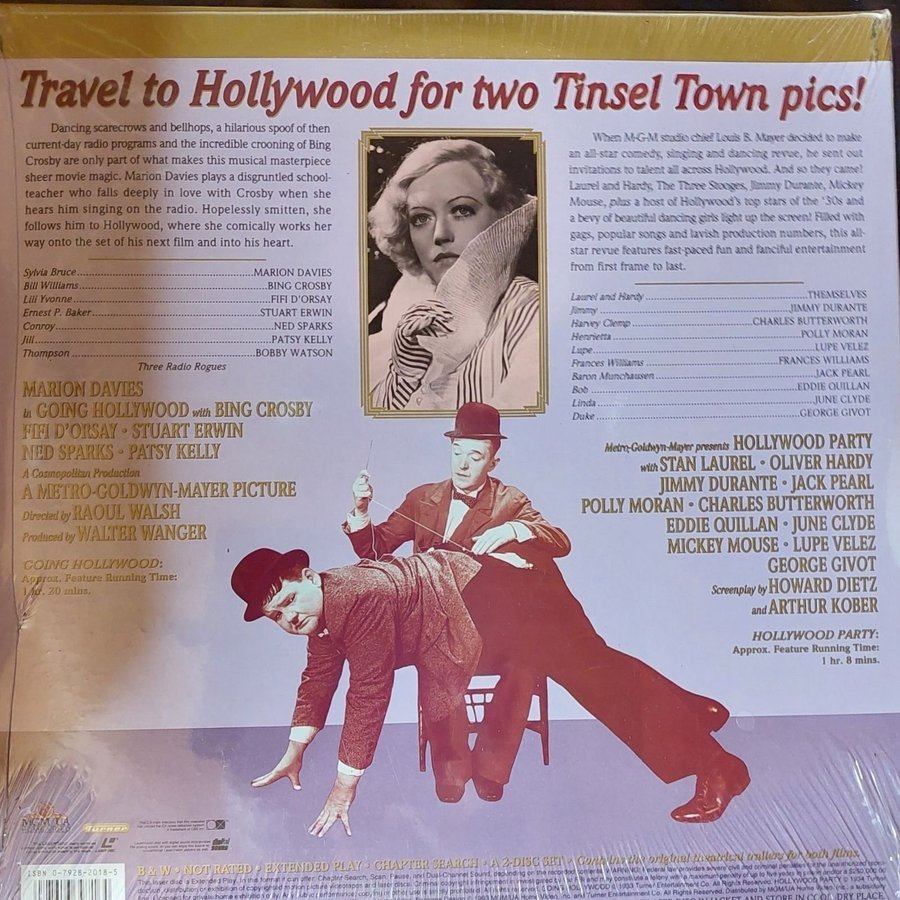 Travel to Hollywood for two Tinsel Town pics!
Dancing scarecrows and bellhops, a hilarious spoof of then
current-day radio programs and the incredible crooning of Bing
Crosby are only part of what makes this musical masterpiece
sheer movie magic. Marion Davies plays a disgruntled school-
teacher who falls deeply in love with Crosby when she
hears him singing on the radio. Hopelessly smitten, she
follows him to Hollywood, where she comically works her
way onto the set of his next film and into his heart.
Sylvia Bruce MARION DAVIES
Bill Williams BING CROSBY
Lili Yvonne FIFI D'ORSAY
Ernest P. Baker STUART ERWIN
Conroy NED SPARKS
Jill PATSY KELLY
Thompson BOBBY WATSON
Three Radio Rogues
MARION DAVIES
in GOING HOLLYWOOD with BING CROSBY
FIFI D'ORSAY • STUART ERWIN
NED SPARKS • PATSY KELLY
A Cosmopolitan Production
A METRO-GOLDWYN-MAYER PICTURE
Directed by RAOUL WALSH
Produced by WALTER WANGER
GOING HOLLYWOOD:
Approx. Feature Running Time:
1 hr. 20 mins.
When M-G-M studio chief Louis B. Mayer decided to make
an all-star comedy, singing and dancing revue, he sent out
invitations to talent all across Hollywood. And so they came!
Laurel and Hardy, The Three Stooges, Jimmy Durante, Mickey
Mouse, plus a host of Hollywood's top stars of the '30s and
a bevy of beautiful dancing girls light up the screen! Filled with
gags, popular songs and lavish production numbers, this all-
star revue features fast-paced fun and fanciful entertainment
from first frame to last.
Laurel and Hardy THEMSELVES
Jimmy JIMMY DURANTE
Harvey Clemp CHARLES BUTTERWORTH
Henrietta POLLY MORAN
Lupe LUPE VELEZ
Frances Williams FRANCES WILLIAMS
Baron Munchausen JACK PEARL
Bob EDDIE QUILLAN
Linda JUNE CLYDE
Duke GEORGE GIVOT
Metro-Goldwyn-Mayer presents HOLLYWOOD PARTY
with STAN LAUREL • OLIVER HARDY
JIMMY DURANTE • JACK PEARL
POLLY MORAN • CHARLES BUTTERWORTH
EDDIE QUILLAN • JUNE CLYDE
MICKEY MOUSE • LUPE VELEZ
GEORGE GIVOT
Screenplay by HOWARD DIETZ
and ARTHUR KOBER
HOLLYWOOD PARTY:
Approx. Feature Running Time:
1 hr. 8 mins.
MGM/UA
Turner
B & W • NOT RATED • EXTENDED PLAY • CHAPTER SEARCH • A 2-DISC SET • Contains the original theatrical trailers for both films.
ISBN 0-7928-2018-5